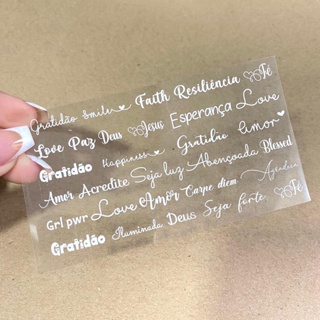 Gratidão Smile Faith Resiliência Fé
Love Paz Deus Jesus Esperança Love
Gratidão Happiness Gratidão Amor
Amor Acredite Seja luz Abençoada Blessed
Grl pwr Love Amor Carpe diem Acredite
Gratidão Iluminada Deus Seja forte Fé